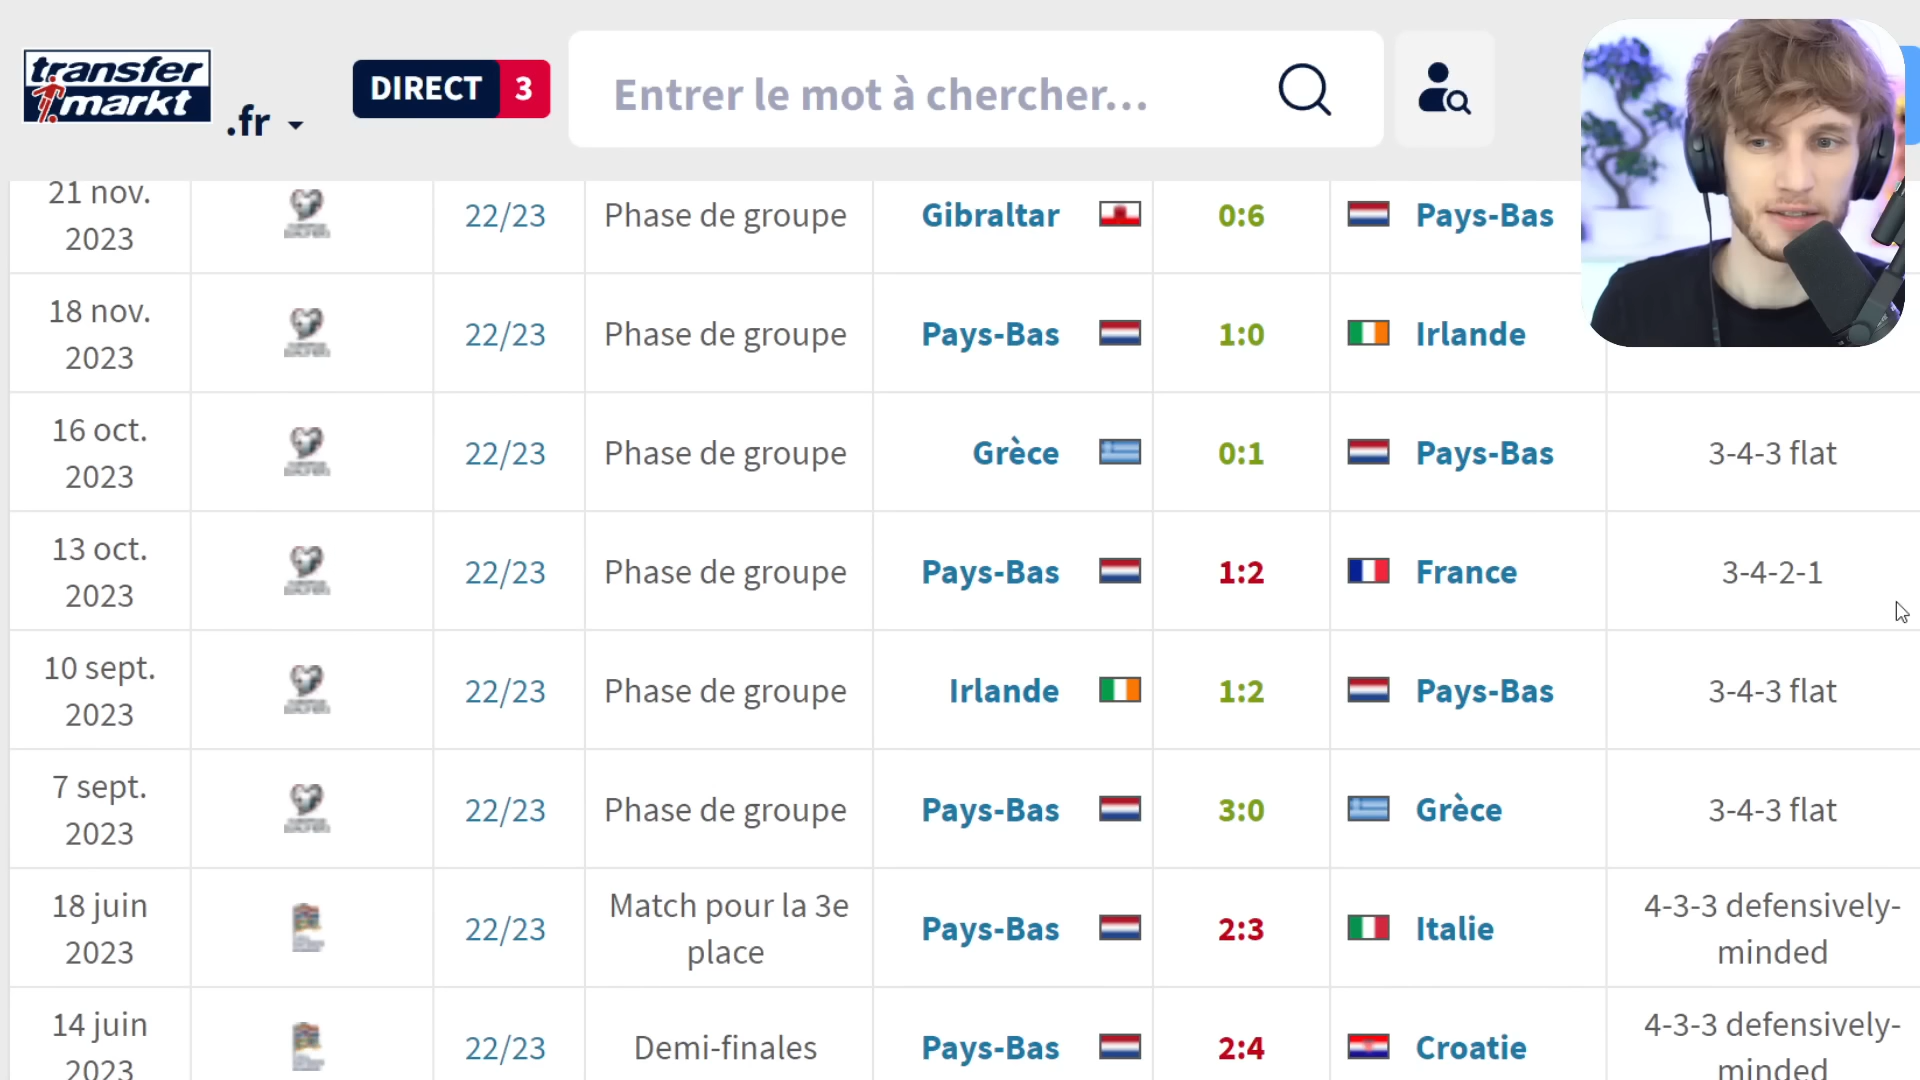 transfer
markt
.fr
DIRECT 3
Entrer le mot à chercher...
21 nov.
2023
22/23
Phase de groupe
Gibraltar
0:6
Pays-Bas
18 nov.
2023
22/23
Phase de groupe
Pays-Bas
1:0
Irlande
16 oct.
2023
22/23
Phase de groupe
Grèce
0:1
Pays-Bas
3-4-3 flat
13 oct.
2023
22/23
Phase de groupe
Pays-Bas
1:2
France
3-4-2-1
10 sept.
2023
22/23
Phase de groupe
Irlande
1:2
Pays-Bas
3-4-3 flat
7 sept.
2023
22/23
Phase de groupe
Pays-Bas
3:0
Grèce
3-4-3 flat
18 juin
2023
22/23
Match pour la 3e
place
Pays-Bas
2:3
Italie
4-3-3 defensively-
minded
14 juin
2023
22/23
Demi-finales
Pays-Bas
2:4
Croatie
4-3-3 defensively-
minded